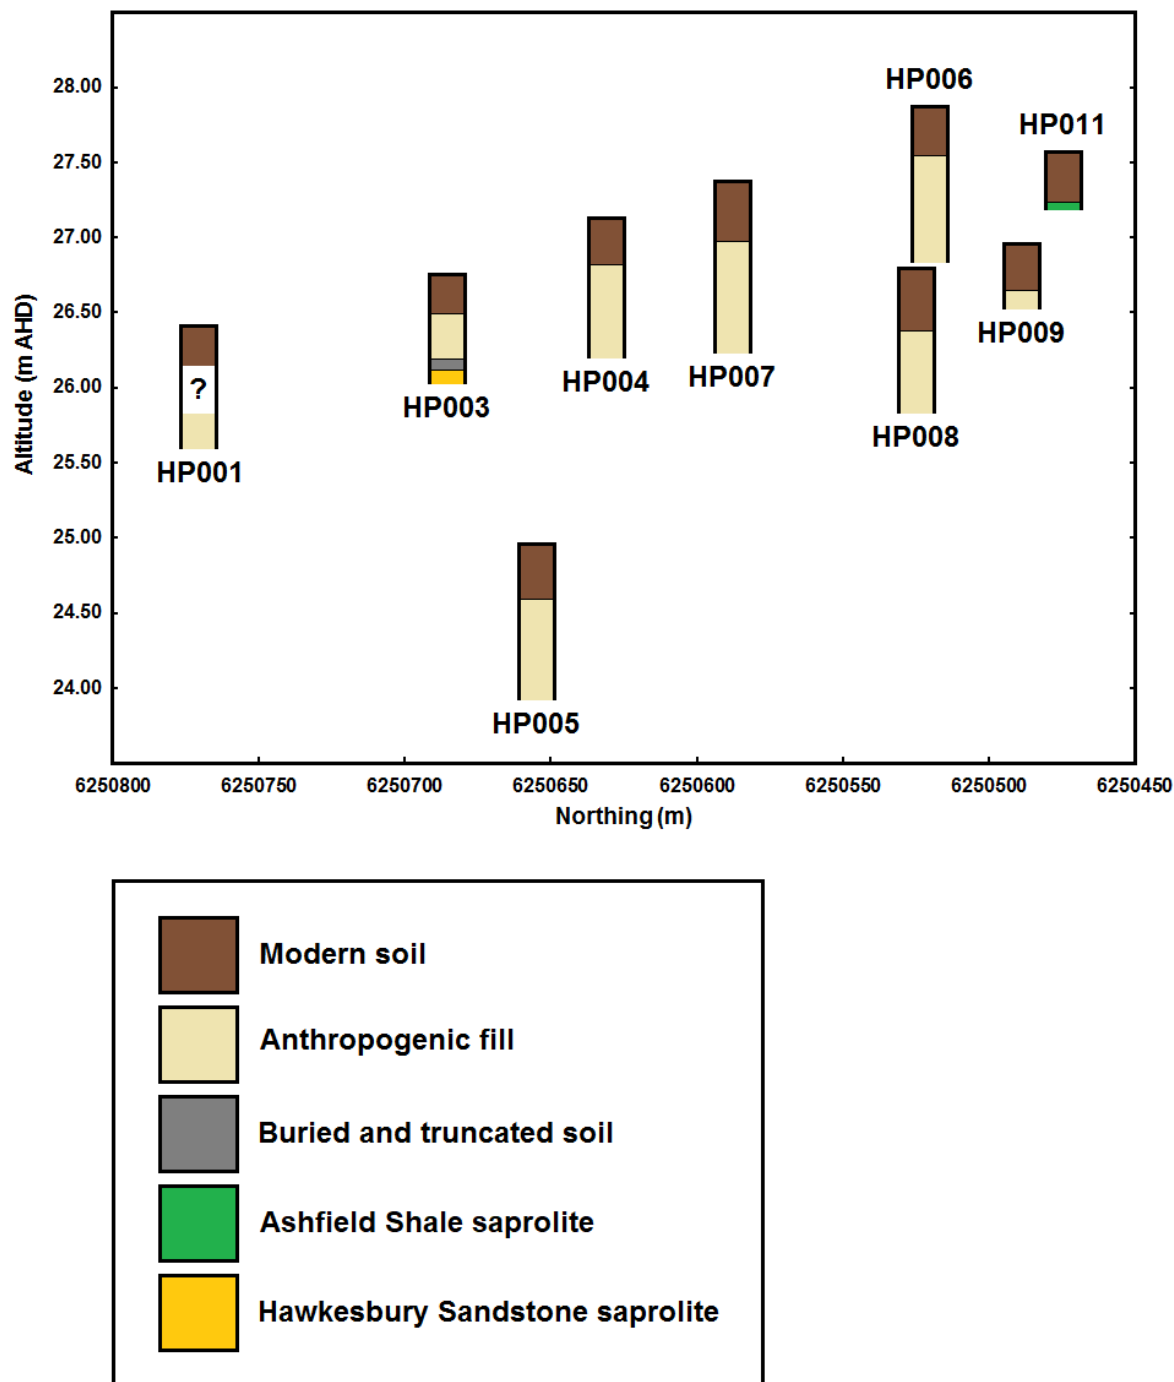 28.00
27.50
27.00
26.50
26.00
25.50
25.00
24.50
24.00
Altitude (m AHD)
HP006
HP011
?
HP001
HP003
HP004
HP007
HP009
HP008
HP005
6250800 6250750 6250700 6250650 6250600 6250550 6250500 6250450
Northing (m)
Modern soil
Anthropogenic fill
Buried and truncated soil
Ashfield Shale saprolite
Hawkesbury Sandstone saprolite